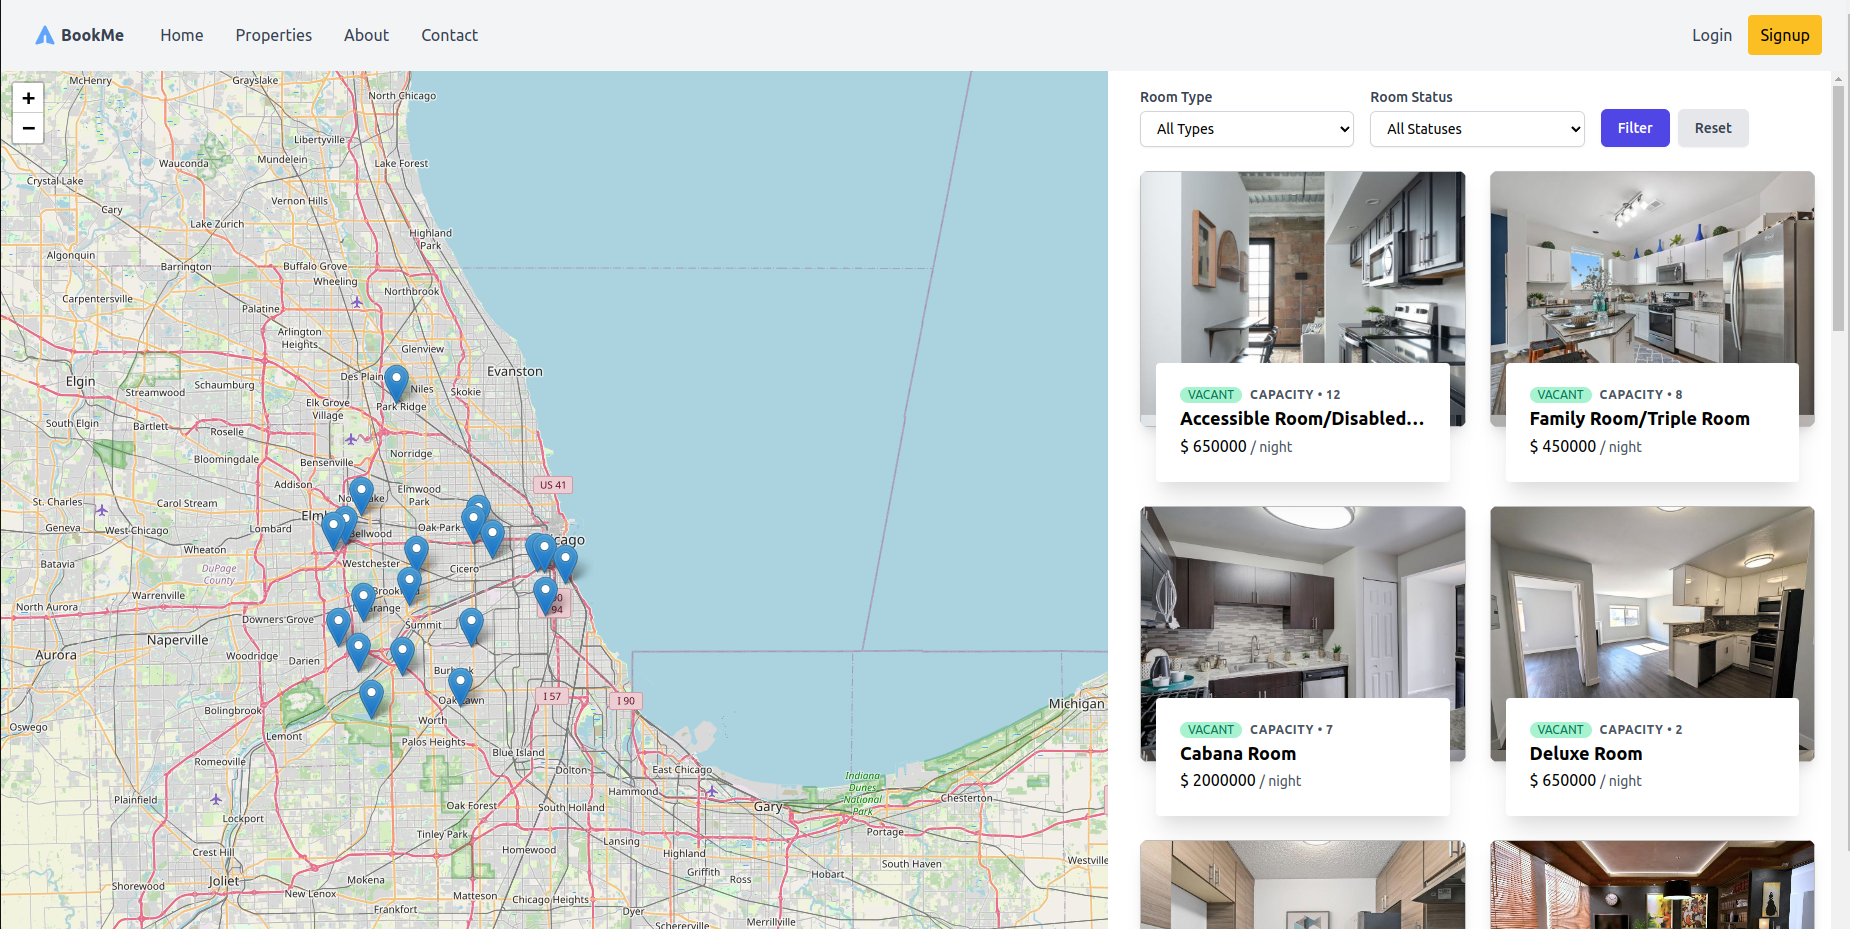 BookMe
Home
Properties
About
Contact
Login
Signup
+
−
McHenry
Grayslake
North Chicago
Libertyville
Wauconda
Mundelein
Lake Forest
Crystal Lake
Vernon Hills
Cary
Lake Zurich
Highland
Park
Algonquin
Barrington
Buffalo Grove
Wheeling
Northbrook
Carpentersville
Palatine
Arlington
Heights
Glenview
Evanston
Elgin
Schaumburg
Des Plain
Niles
Skokie
Streamwood
Elk Grove
Village
Park Ridge
South Elgin
Bartlett
Roselle
Norridge
Bloomingdale
Bensenville
Addison
Elmwood
Park
US 41
St. Charles
Carol Stream
No
ke
Elm
Geneva
West Chicago
Lombard
Oak Park
Bellwood
cago
Wheaton
Batavia
DuPage
County
Westchester
Cicero
North Aurora
Warrenville
Brook
Grange
90
94
Downers Grove
Summit
Naperville
Aurora
Woodridge
Darien
Burb
k
Bolingbrook
Oak
awn
I 57
I 90
Michigan
Oswego
Lemont
Worth
Palos Heights
Blue Island
Romeoville
Dolton
East Chicago
Indiana
Dunes
National
Park
Plainfield
Hammond
Gary
Chesterton
Lockport
Oak Forest
South Holland
Tinley Park
Lansing
Portage
Crest Hill
Homewood
Highland
South Haven
Westville
Joliet
Mokena
Griffith
Ross
Hobart
Shorewood
New Lenox
Matteson
Chicago Heights
Frankfort
Dyer
Schererville
Merrillville
Room Type
Room Status
All Types
All Statuses
Filter
Reset
VACANT CAPACITY • 12
Accessible Room/Disabled...
$ 650000 / night
VACANT CAPACITY • 8
Family Room/Triple Room
$ 450000 / night
VACANT CAPACITY • 7
Cabana Room
$ 2000000 / night
VACANT CAPACITY • 2
Deluxe Room
$ 650000 / night